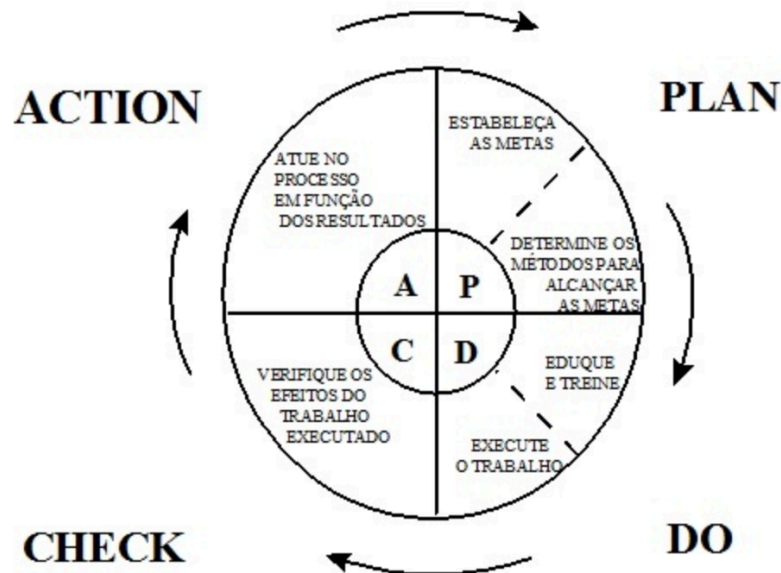 ACTION
PLAN
ESTABELEÇA
AS METAS
ATUE NO
PROCESSO
EM FUNÇÃO
DOS RESULTADOS
DETERMINE OS
MÉTODOS PARA
ALCANÇAR
AS METAS
A
P
C
D
VERIFIQUE OS
EFEITOS DO
TRABALHO
EXECUTADO
EDUQUE
E TREINE
EXECUTE
O TRABALHO
CHECK
DO